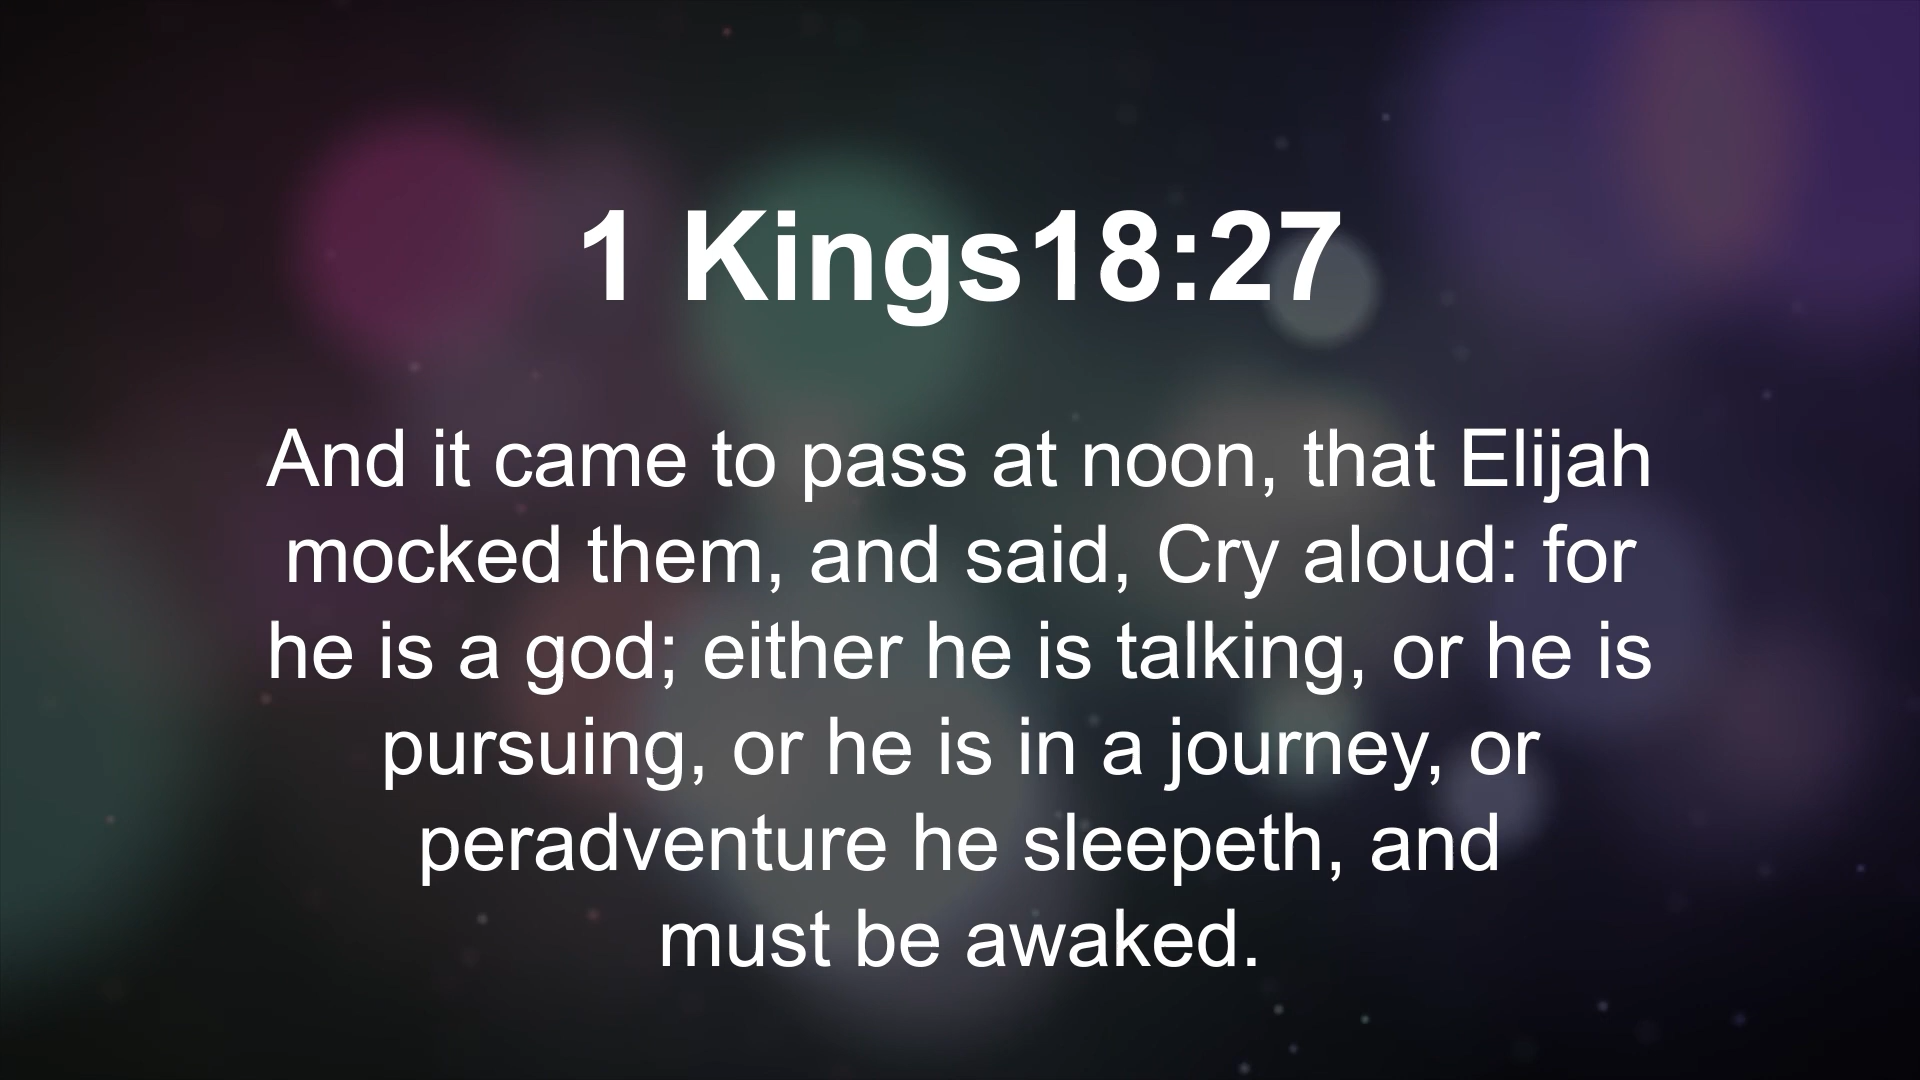 1 Kings18:27
And it came to pass at noon, that Elijah
mocked them, and said, Cry aloud: for
he is a god; either he is talking, or he is
pursuing, or he is in a journey, or
peradventure he sleepeth, and
must be awaked.